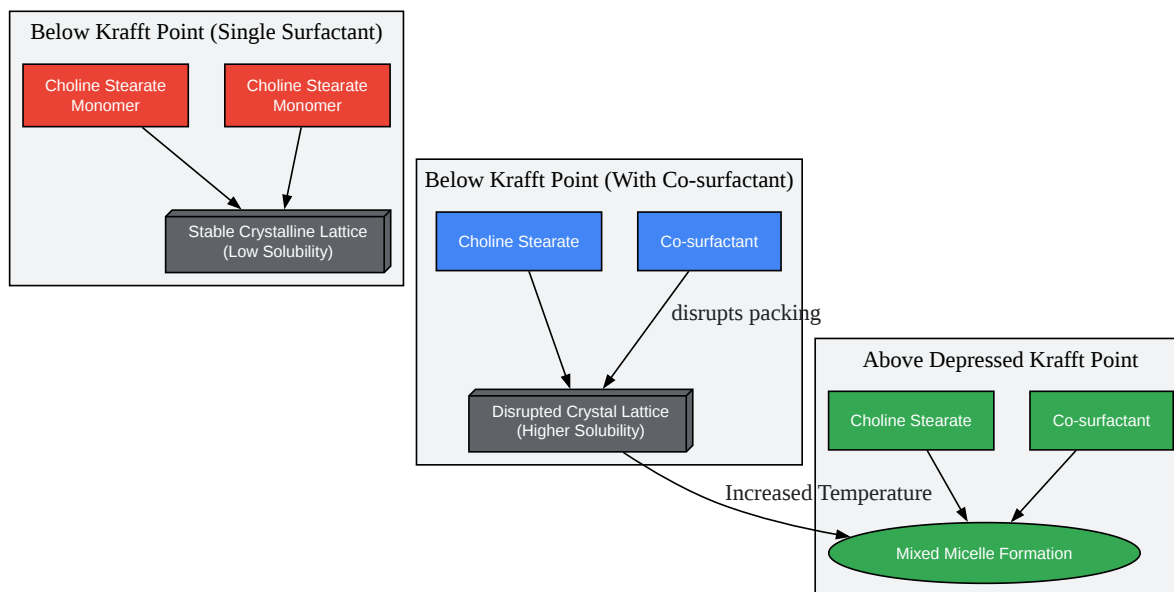 Below Krafft Point (Single Surfactant)
Choline Stearate
Monomer
Choline Stearate
Monomer
Stable Crystalline Lattice
(Low Solubility)
Below Krafft Point (With Co-surfactant)
Choline Stearate
Co-surfactant
disrupts packing
Disrupted Crystal Lattice
(Higher Solubility)
Increased Temperature
Above Depressed Krafft Point
Choline Stearate
Co-surfactant
Mixed Micelle Formation